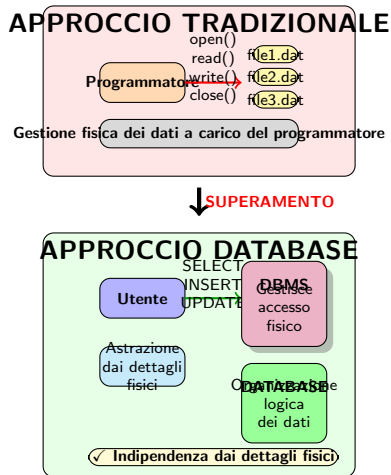 APPROCCIO TRADIZIONALE
Programmatore
open()
read()
write()
close()
file1.dat
file2.dat
file3.dat
Gestione fisica dei dati a carico del programmatore
SUPERAMENTO
APPROCCIO DATABASE
Utente
SELECT
INSERT
UPDATE
DBMS
Gestisce
accesso
fisico
Astrazione
dai dettagli
fisici
DATABASE
Organizzazione
logica
dei dati
✓ Indipendenza dai dettagli fisici